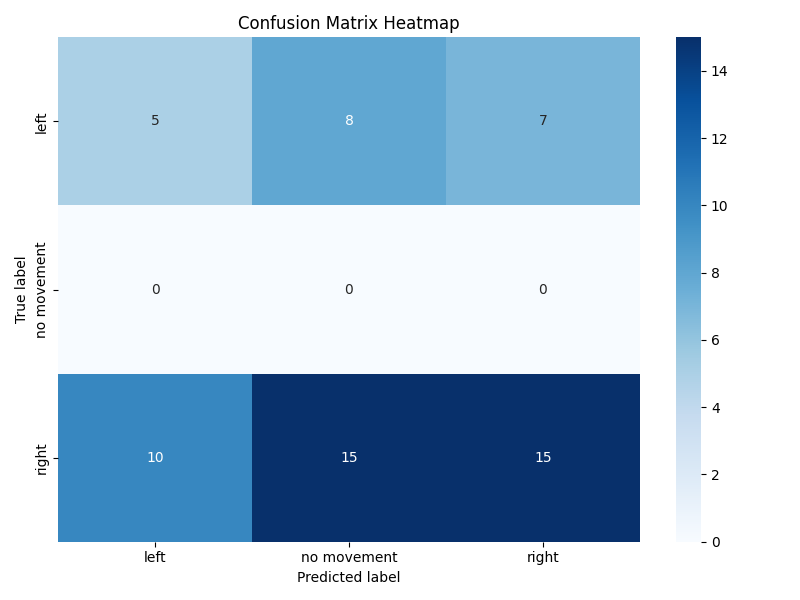 Confusion Matrix Heatmap
left
5
8
7
no movement
0
0
0
right
10
15
15
True label
left
no movement
right
Predicted label
14
12
10
8
6
4
2
0